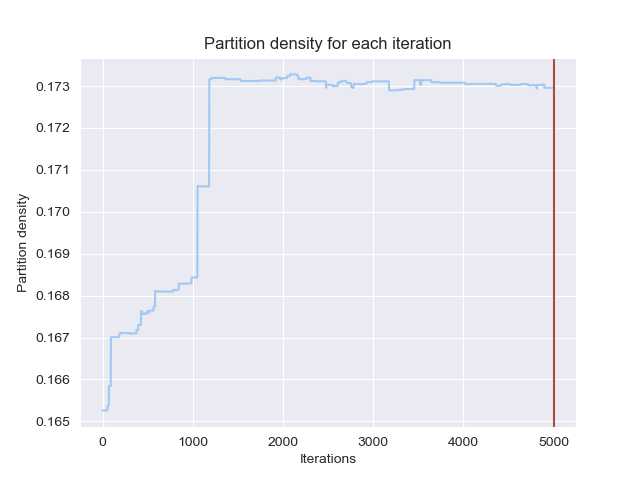 Partition density for each iteration
0.173
0.172
0.171
0.170
0.169
0.168
0.167
0.166
0.165
Partition density
0 1000 2000 3000 4000 5000
Iterations